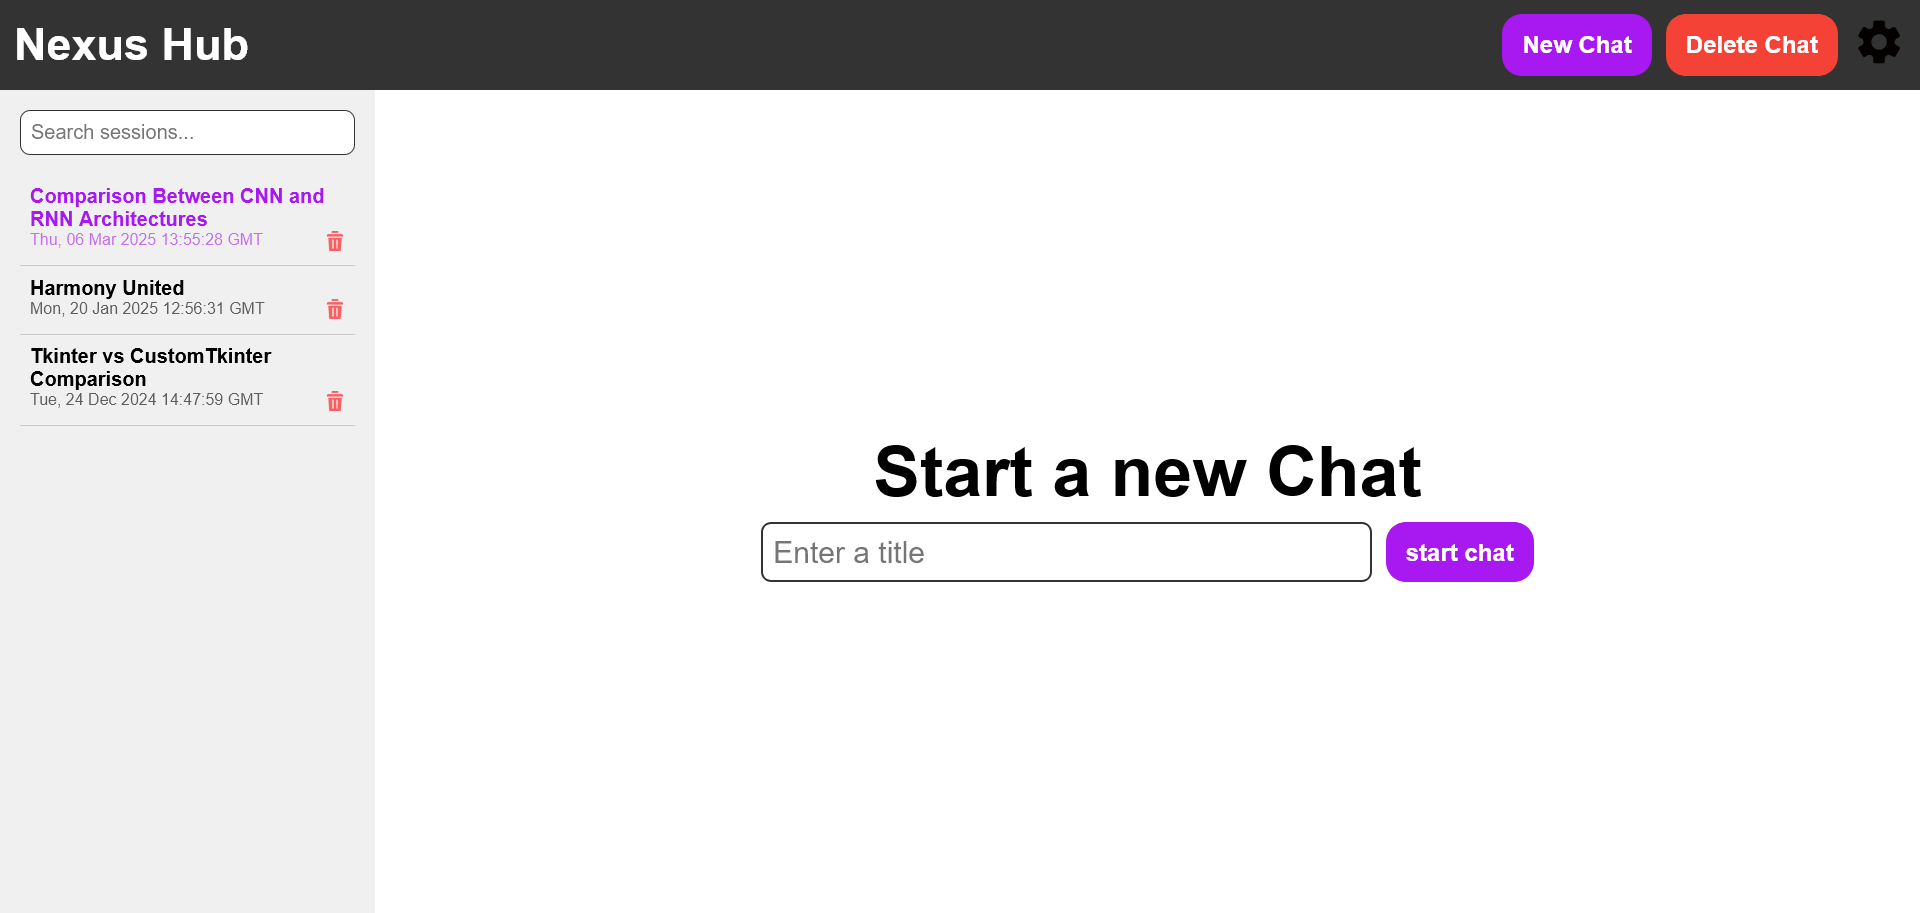 Nexus Hub
New Chat
Delete Chat
Search sessions...
Comparison Between CNN and
RNN Architectures
Thu, 06 Mar 2025 13:55:28 GMT
Harmony United
Mon, 20 Jan 2025 12:56:31 GMT
Tkinter vs CustomTkinter
Comparison
Tue, 24 Dec 2024 14:47:59 GMT
Start a new Chat
Enter a title
start chat